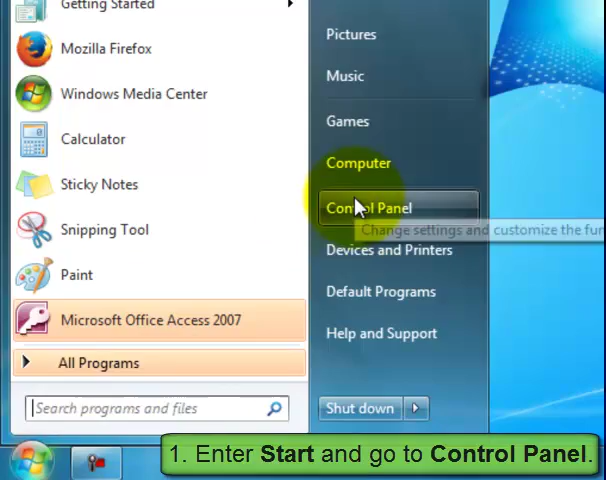 Getting Started
Mozilla Firefox
Windows Media Center
Calculator
Sticky Notes
Snipping Tool
Paint
Microsoft Office Access 2007
All Programs
Search programs and files
Pictures
Music
Games
Computer
Control Panel
Change settings and customize the fun
Devices and Printers
Default Programs
Help and Support
Shut down
1. Enter Start and go to Control Panel.